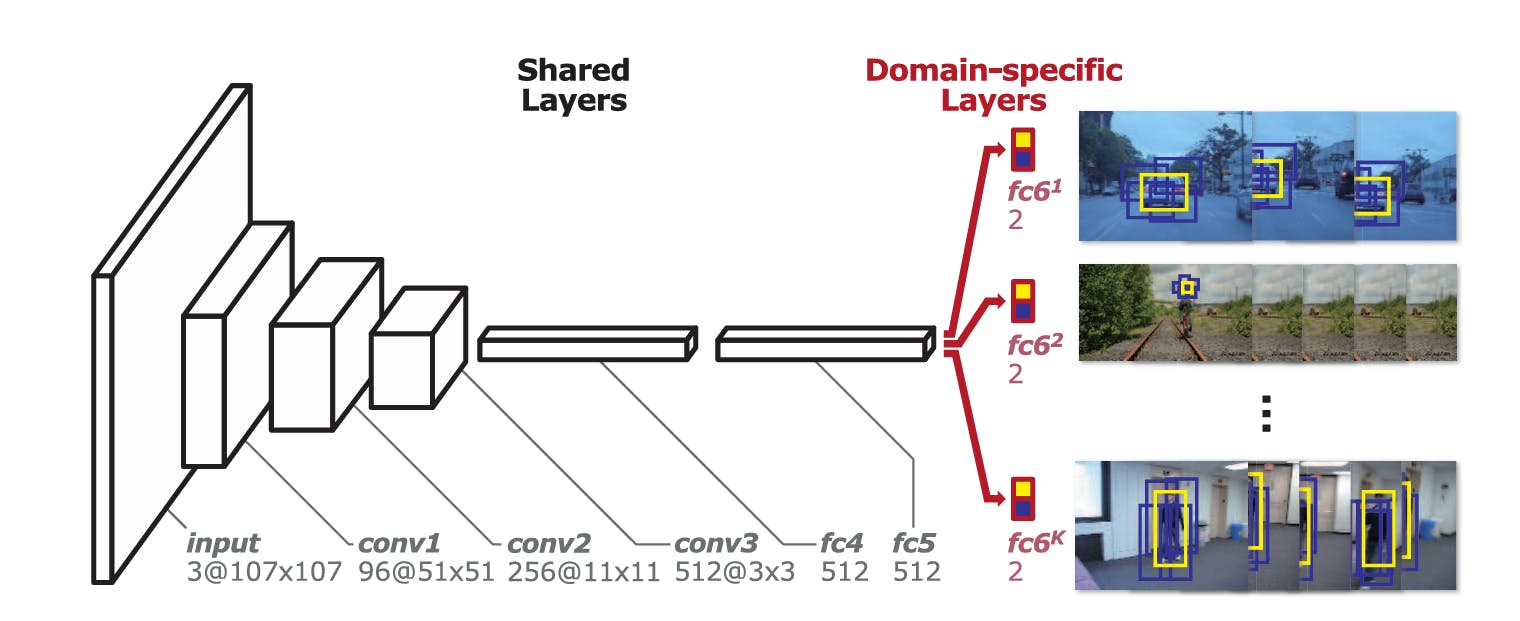 Shared
Layers
Domain-specific
Layers
fc6¹
2
fc6²
2
fc6ᴷ
2
input
3@107x107
conv1
96@51x51
conv2
256@11x11
conv3
512@3x3
fc4
512
fc5
512